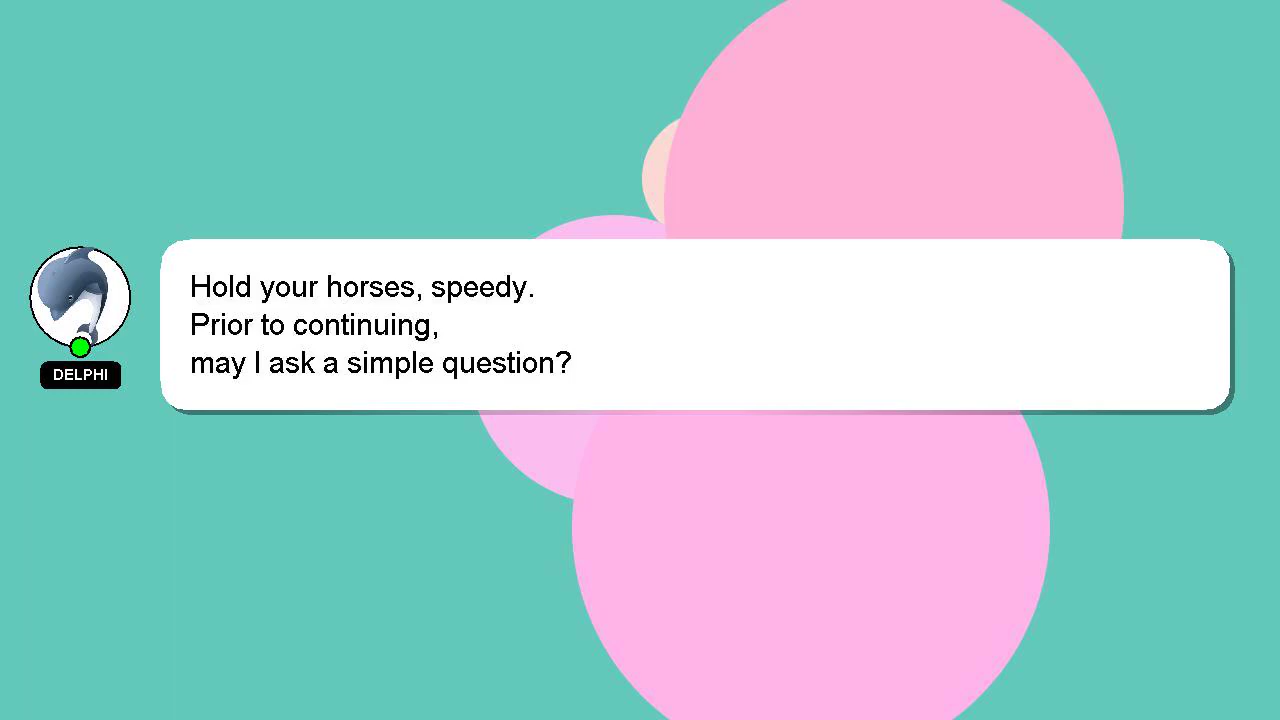 Hold your horses, speedy.
Prior to continuing,
may I ask a simple question?
DELPHI